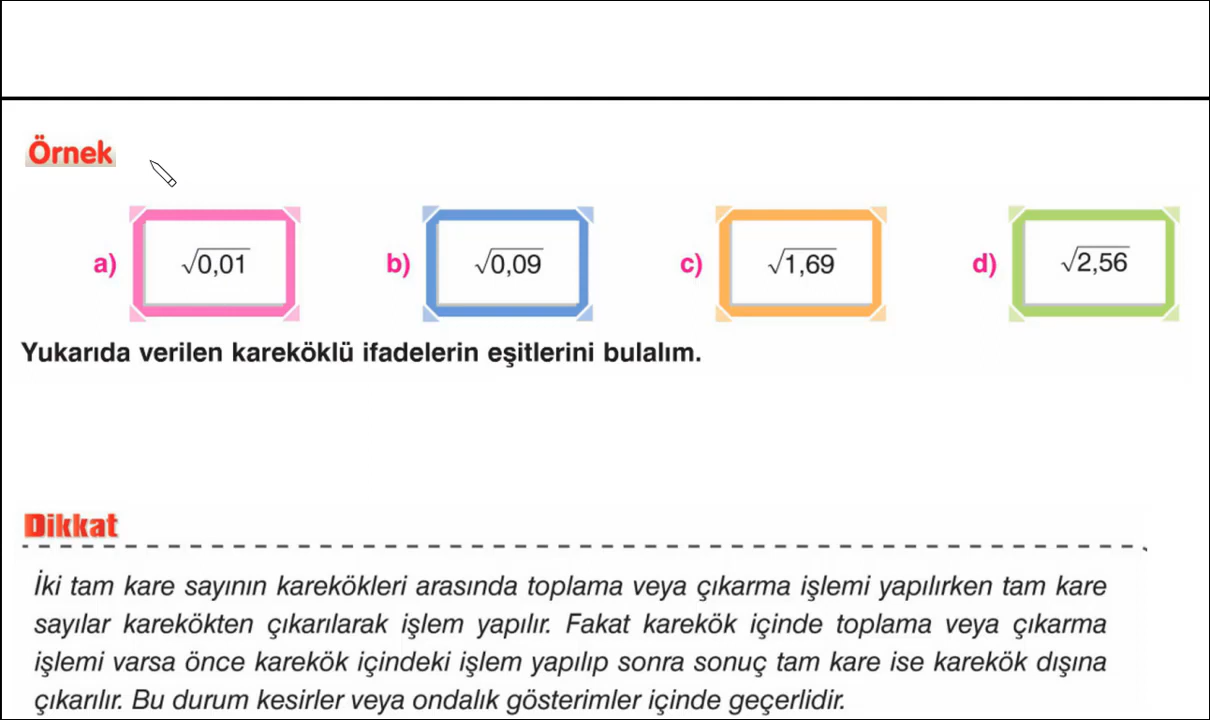 Örnek
a) √0,01 b) √0,09 c) √1,69 d) √2,56
Yukarıda verilen kareköklü ifadelerin eşitlerini bulalım.
Dikkat
İki tam kare sayının karekökleri arasında toplama veya çıkarma işlemi yapılırken tam kare
sayılar karekökten çıkarılarak işlem yapılır. Fakat karekök içinde toplama veya çıkarma
işlemi varsa önce karekök içindeki işlem yapılıp sonra sonuç tam kare ise karekök dışına
çıkarılır. Bu durum kesirler veya ondalık gösterimler içinde geçerlidir.